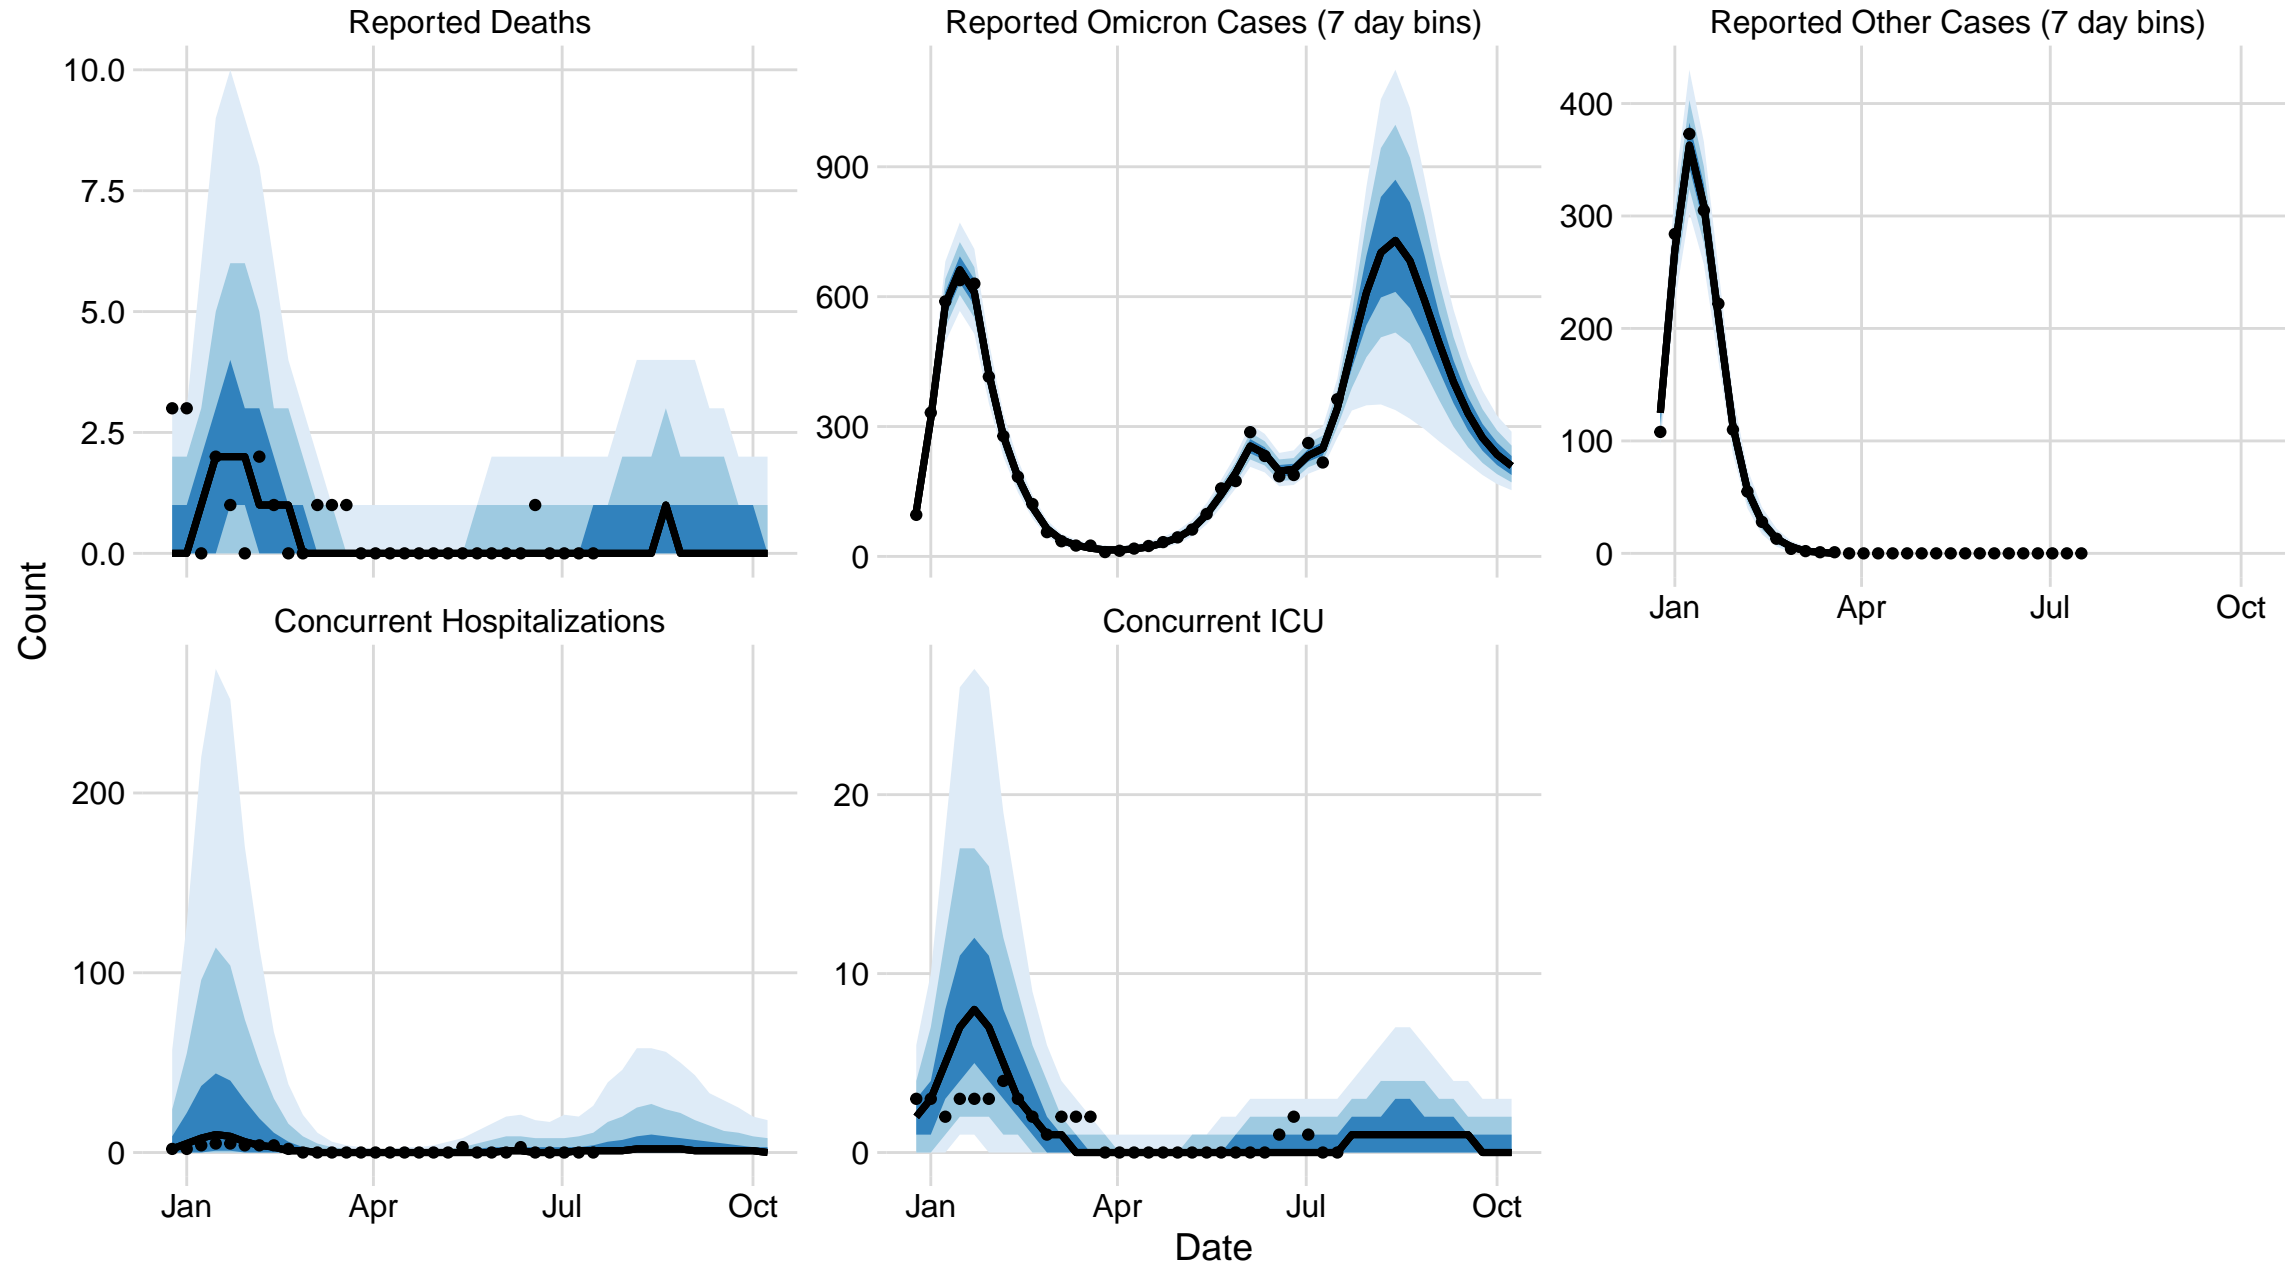 Reported Deaths
Reported Omicron Cases (7 day bins)
Reported Other Cases (7 day bins)
10.0
7.5
5.0
2.5
0.0
900
600
300
0
400
300
200
100
0
Jan Apr Jul Oct
Count
Concurrent Hospitalizations
Concurrent ICU
200
100
0
20
10
0
Jan Apr Jul Oct
Jan Apr Jul Oct
Date